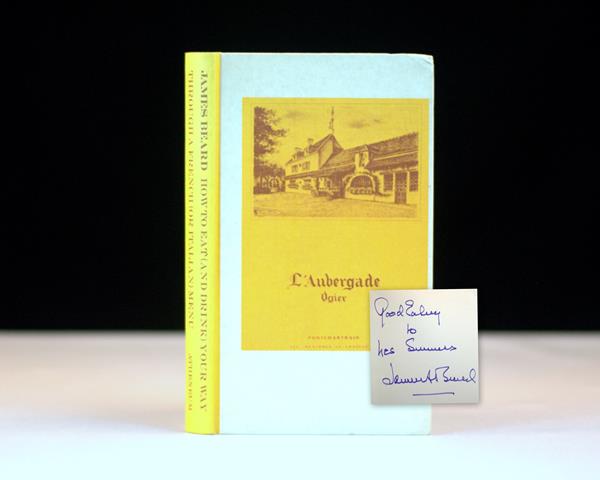 JAMES BEARD HOW TO EAT (AND DRINK) YOUR WAY
THROUGH A FRENCH (OR ITALIAN) MENU ATHENEUM
L'Aubergade
Ogier
PONTCHARTRAIN
Good Eating
to
Les Summers
James A Beard